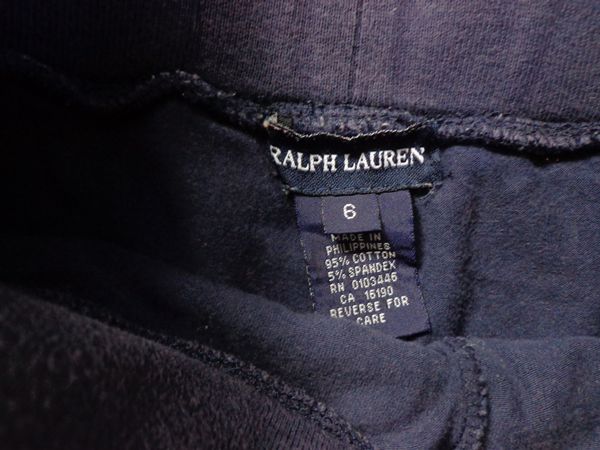 RALPH LAUREN
6
MADE IN
PHILIPPINES
95% COTTON
5% SPANDEX
RN 0103446
CA 16190
REVERSE FOR
CARE